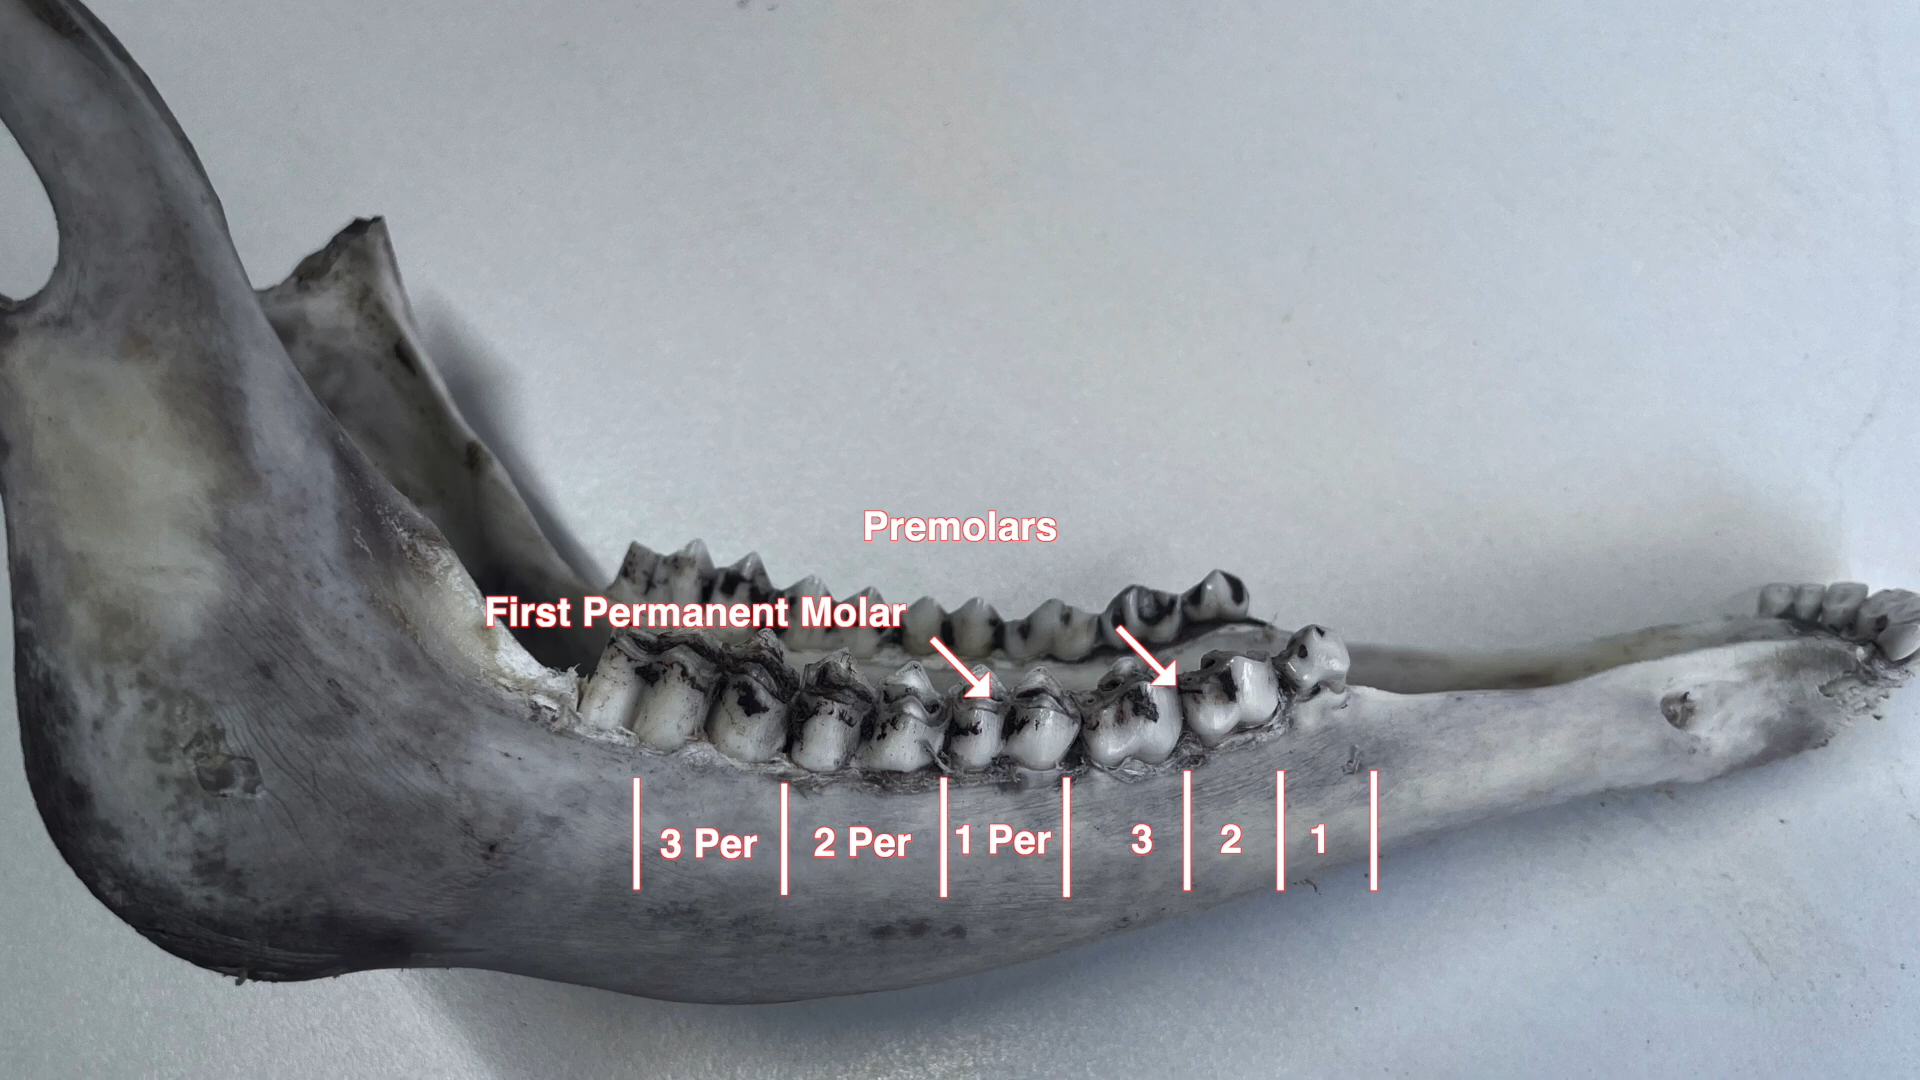 Premolars
First Permanent Molar
3 Per
2 Per
1 Per
3
2
1